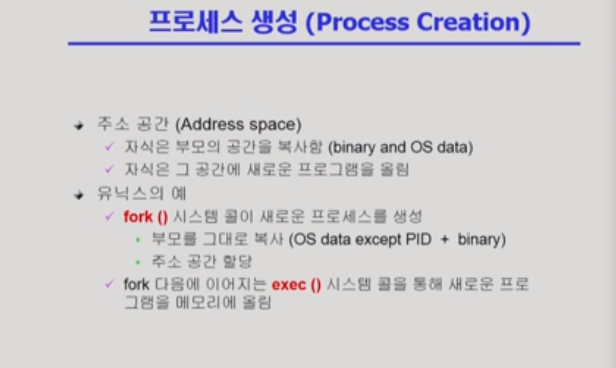 프로세스 생성 (Process Creation)
주소 공간 (Address space)
자식은 부모의 공간을 복사함 (binary and OS data)
자식은 그 공간에 새로운 프로그램을 올림
유닉스의 예
fork () 시스템 콜이 새로운 프로세스를 생성
부모를 그대로 복사 (OS data except PID + binary)
주소 공간 할당
fork 다음에 이어지는 exec () 시스템 콜을 통해 새로운 프로
그램을 메모리에 올림